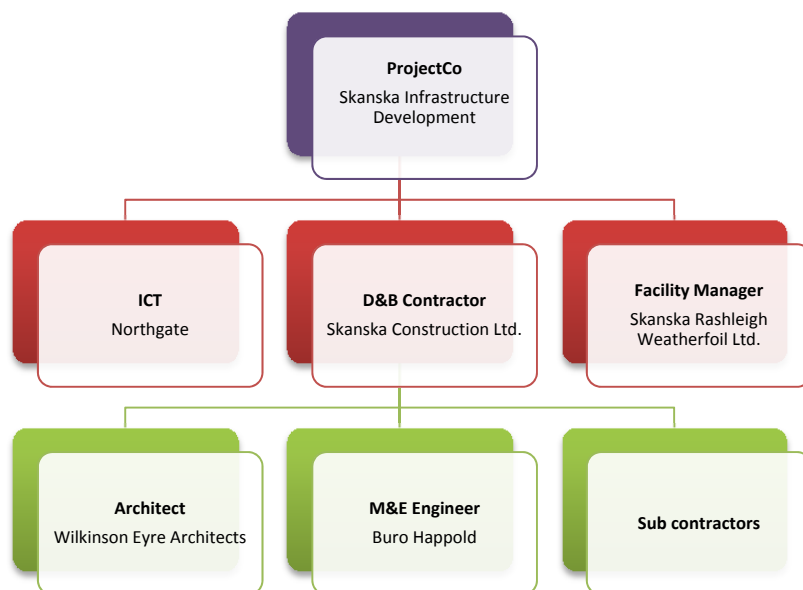 ProjectCo
Skanska Infrastructure
Development
ICT
Northgate
D&B Contractor
Skanska Construction Ltd.
Facility Manager
Skanska Rashleigh
Weatherfoil Ltd.
Architect
Wilkinson Eyre Architects
M&E Engineer
Buro Happold
Sub contractors